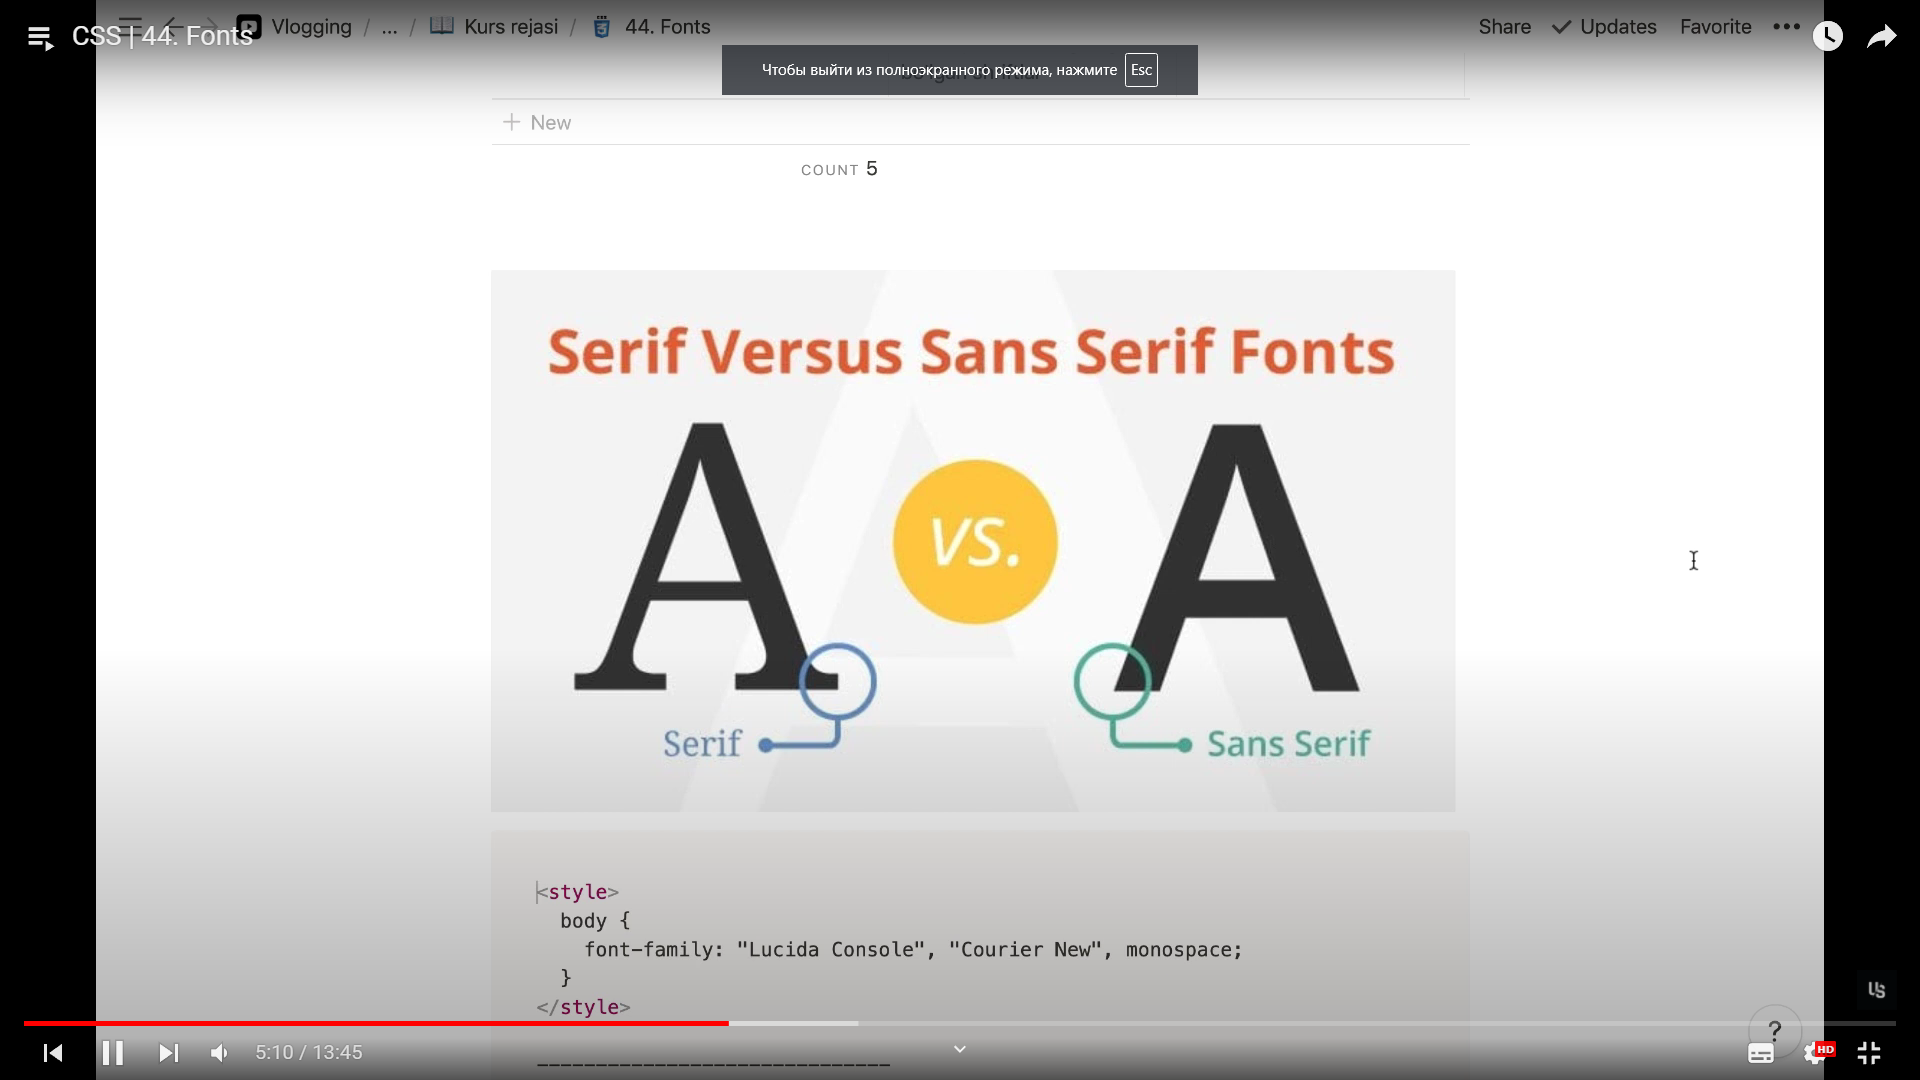 CSS | 44. Fonts
Vlogging / ... / Kurs rejasi / 44. Fonts
Share Updates Favorite
Чтобы выйти из полноэкранного режима, нажмите Esc
+ New
COUNT 5
Serif Versus Sans Serif Fonts
A VS. A
Serif Sans Serif
<style>
body {
font-family: "Lucida Console", "Courier New", monospace;
}
</style>
______________________________
?
5:10 / 13:45
HD